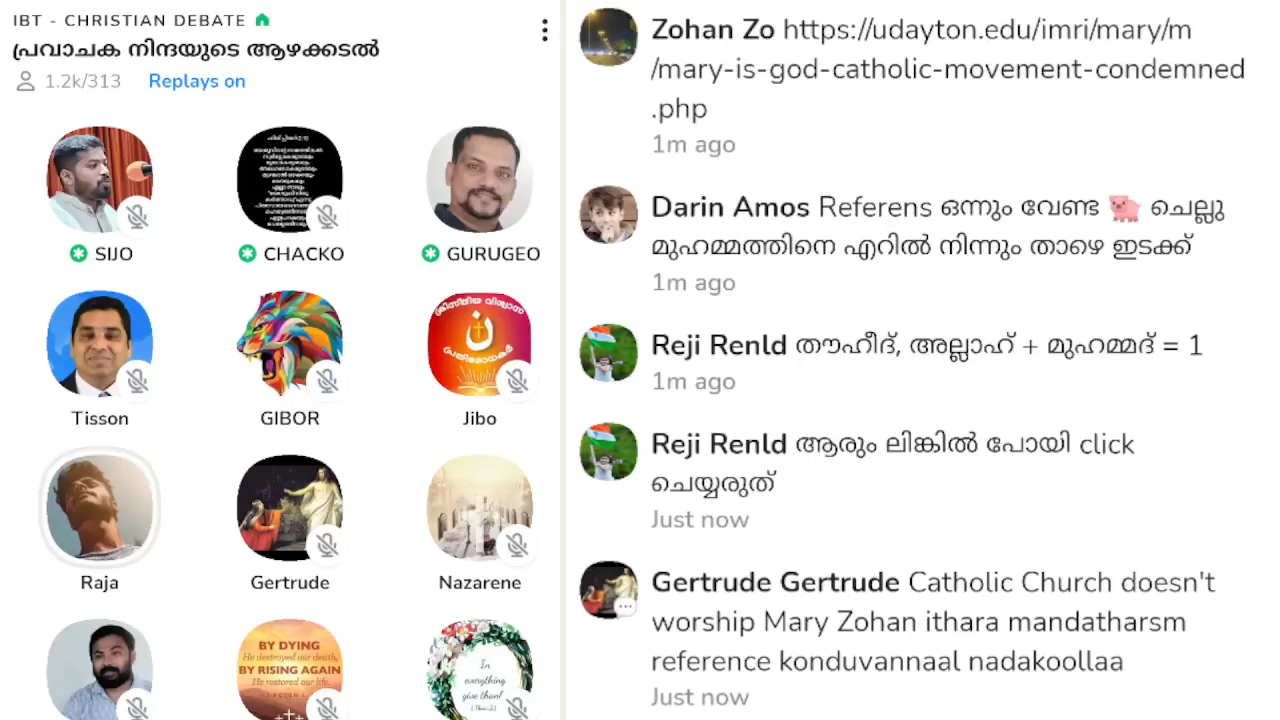 IBT - CHRISTIAN DEBATE
പ്രവാചക നിന്ദയുടെ ആഴക്കടൽ
1.2k/313 Replays on
SIJO
CHACKO
GURUGEO
ക്രിസ്തീയ വിശ്വാസ
ന
പ്രതിരോധകർ
Tisson
GIBOR
Jibo
Raja
Gertrude
Nazarene
BY DYING
He destroyed our death,
BY RISING AGAIN
He restored our life.
In
everything
give thanks!
Zohan Zo https://udayton.edu/imri/mary/m
/mary-is-god-catholic-movement-condemned
.php
1m ago
Darin Amos Referens ഒന്നും വേണ്ട 🐖 ചെല്ലു
മുഹമ്മത്തിനെ എറിൽ നിന്നും താഴെ ഇടക്ക്
1m ago
Reji Renld തൗഹീദ്, അല്ലാഹ് + മുഹമ്മദ് = 1
1m ago
Reji Renld ആരും ലിങ്കിൽ പോയി click
ചെയ്യരുത്
Just now
Gertrude Gertrude Catholic Church doesn't
worship Mary Zohan ithara mandatharsm
reference konduvannaal nadakoollaa
Just now